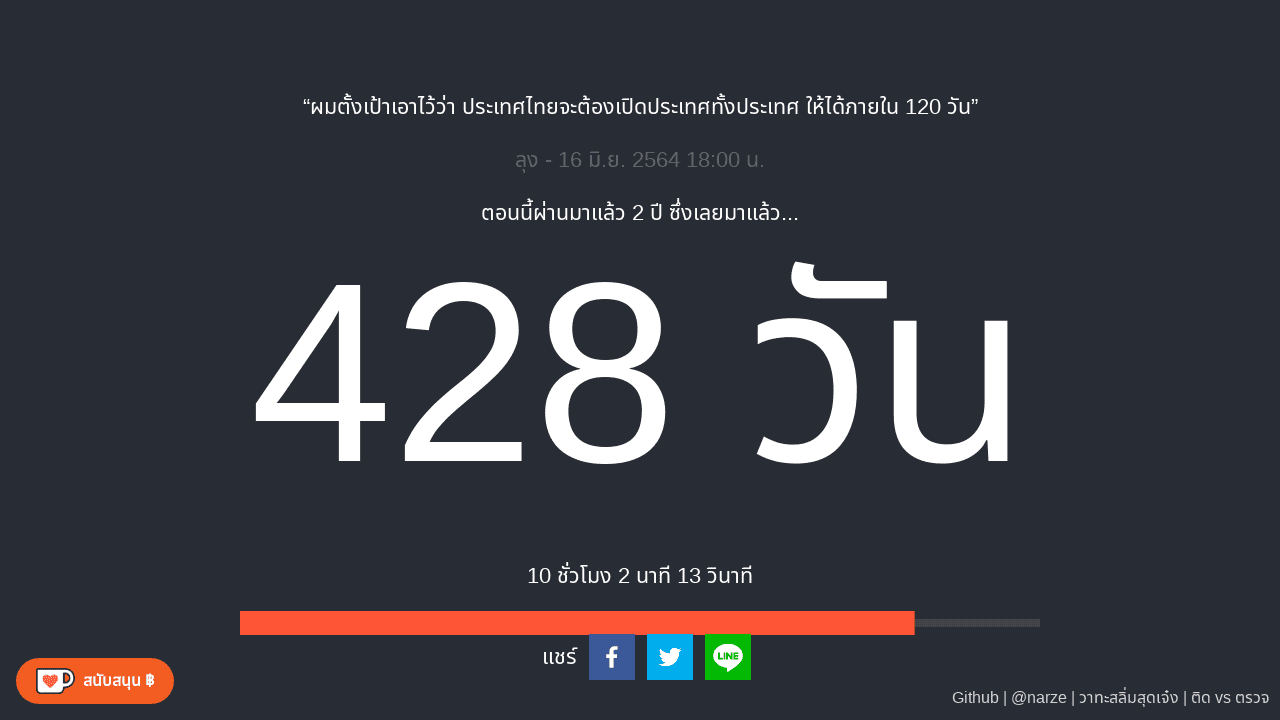 “ผมตั้งเป้าเอาไว้ว่า ประเทศไทยจะต้องเปิดประเทศทั้งประเทศ ให้ได้ภายใน 120 วัน”
ลุง - 16 มิ.ย. 2564 18:00 น.
ตอนนี้ผ่านมาแล้ว 2 ปี ซึ่งเลยมาแล้ว...
428 วัน
10 ชั่วโมง 2 นาที 13 วินาที
แชร์
LINE
สนับสนุน ฿
Github | @narze | วาทะสลิ่มสุดเจ๋ง | ติด vs ตรวจ